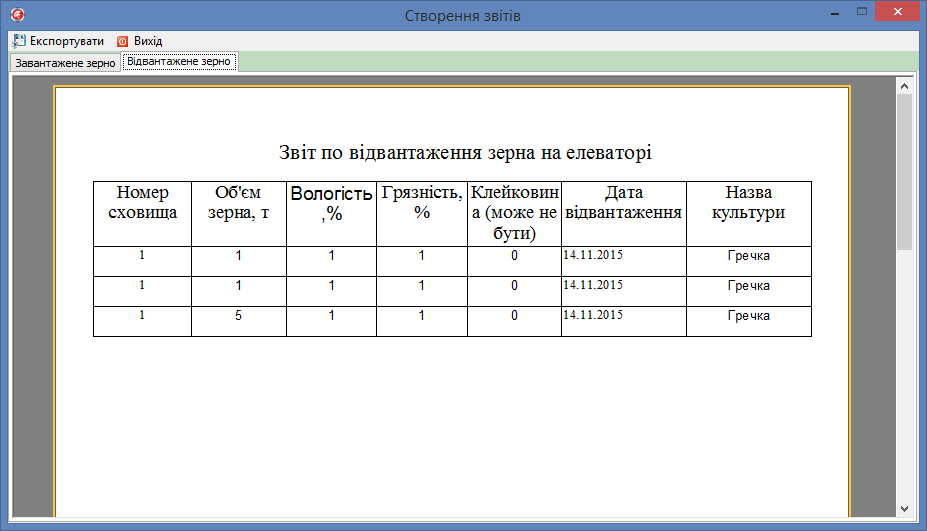 Створення звітів
Експортувати Вихід
Завантажене зерно Відвантажене зерно
Звіт по відвантаження зерна на елеваторі
Номер сховища Об'єм зерна, т Вологість ,% Грязність, % Клейковин а (може не бути) Дата відвантаження Назва культури
1 1 1 1 0 14.11.2015 Гречка
1 1 1 1 0 14.11.2015 Гречка
1 5 1 1 0 14.11.2015 Гречка